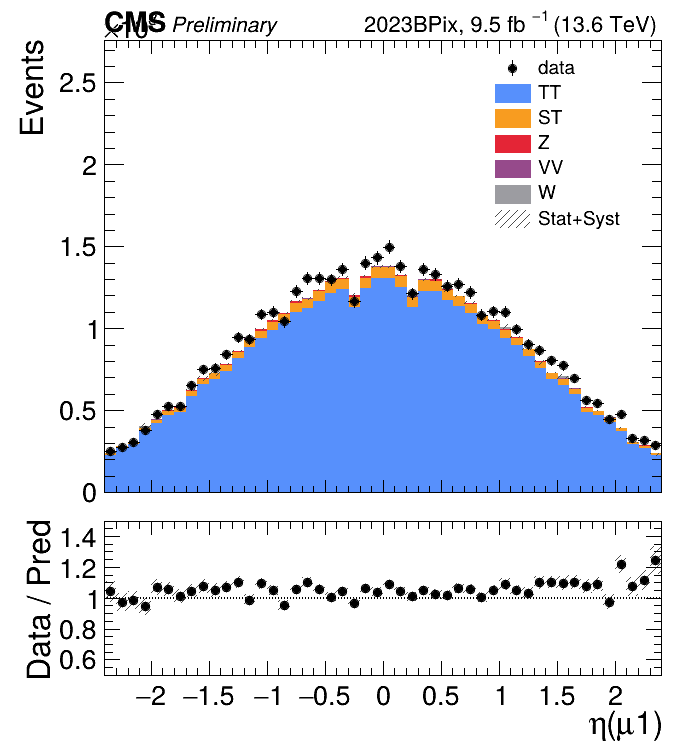 CMS Preliminary 2023BPix, 9.5 fb⁻¹ (13.6 TeV)
Events
2.5
2
1.5
1
0.5
0
data
TT
ST
Z
VV
W
Stat+Syst
Data / Pred
1.4
1.2
1
0.8
0.6
−2 −1.5 −1 −0.5 0 0.5 1 1.5 2
η(μ1)